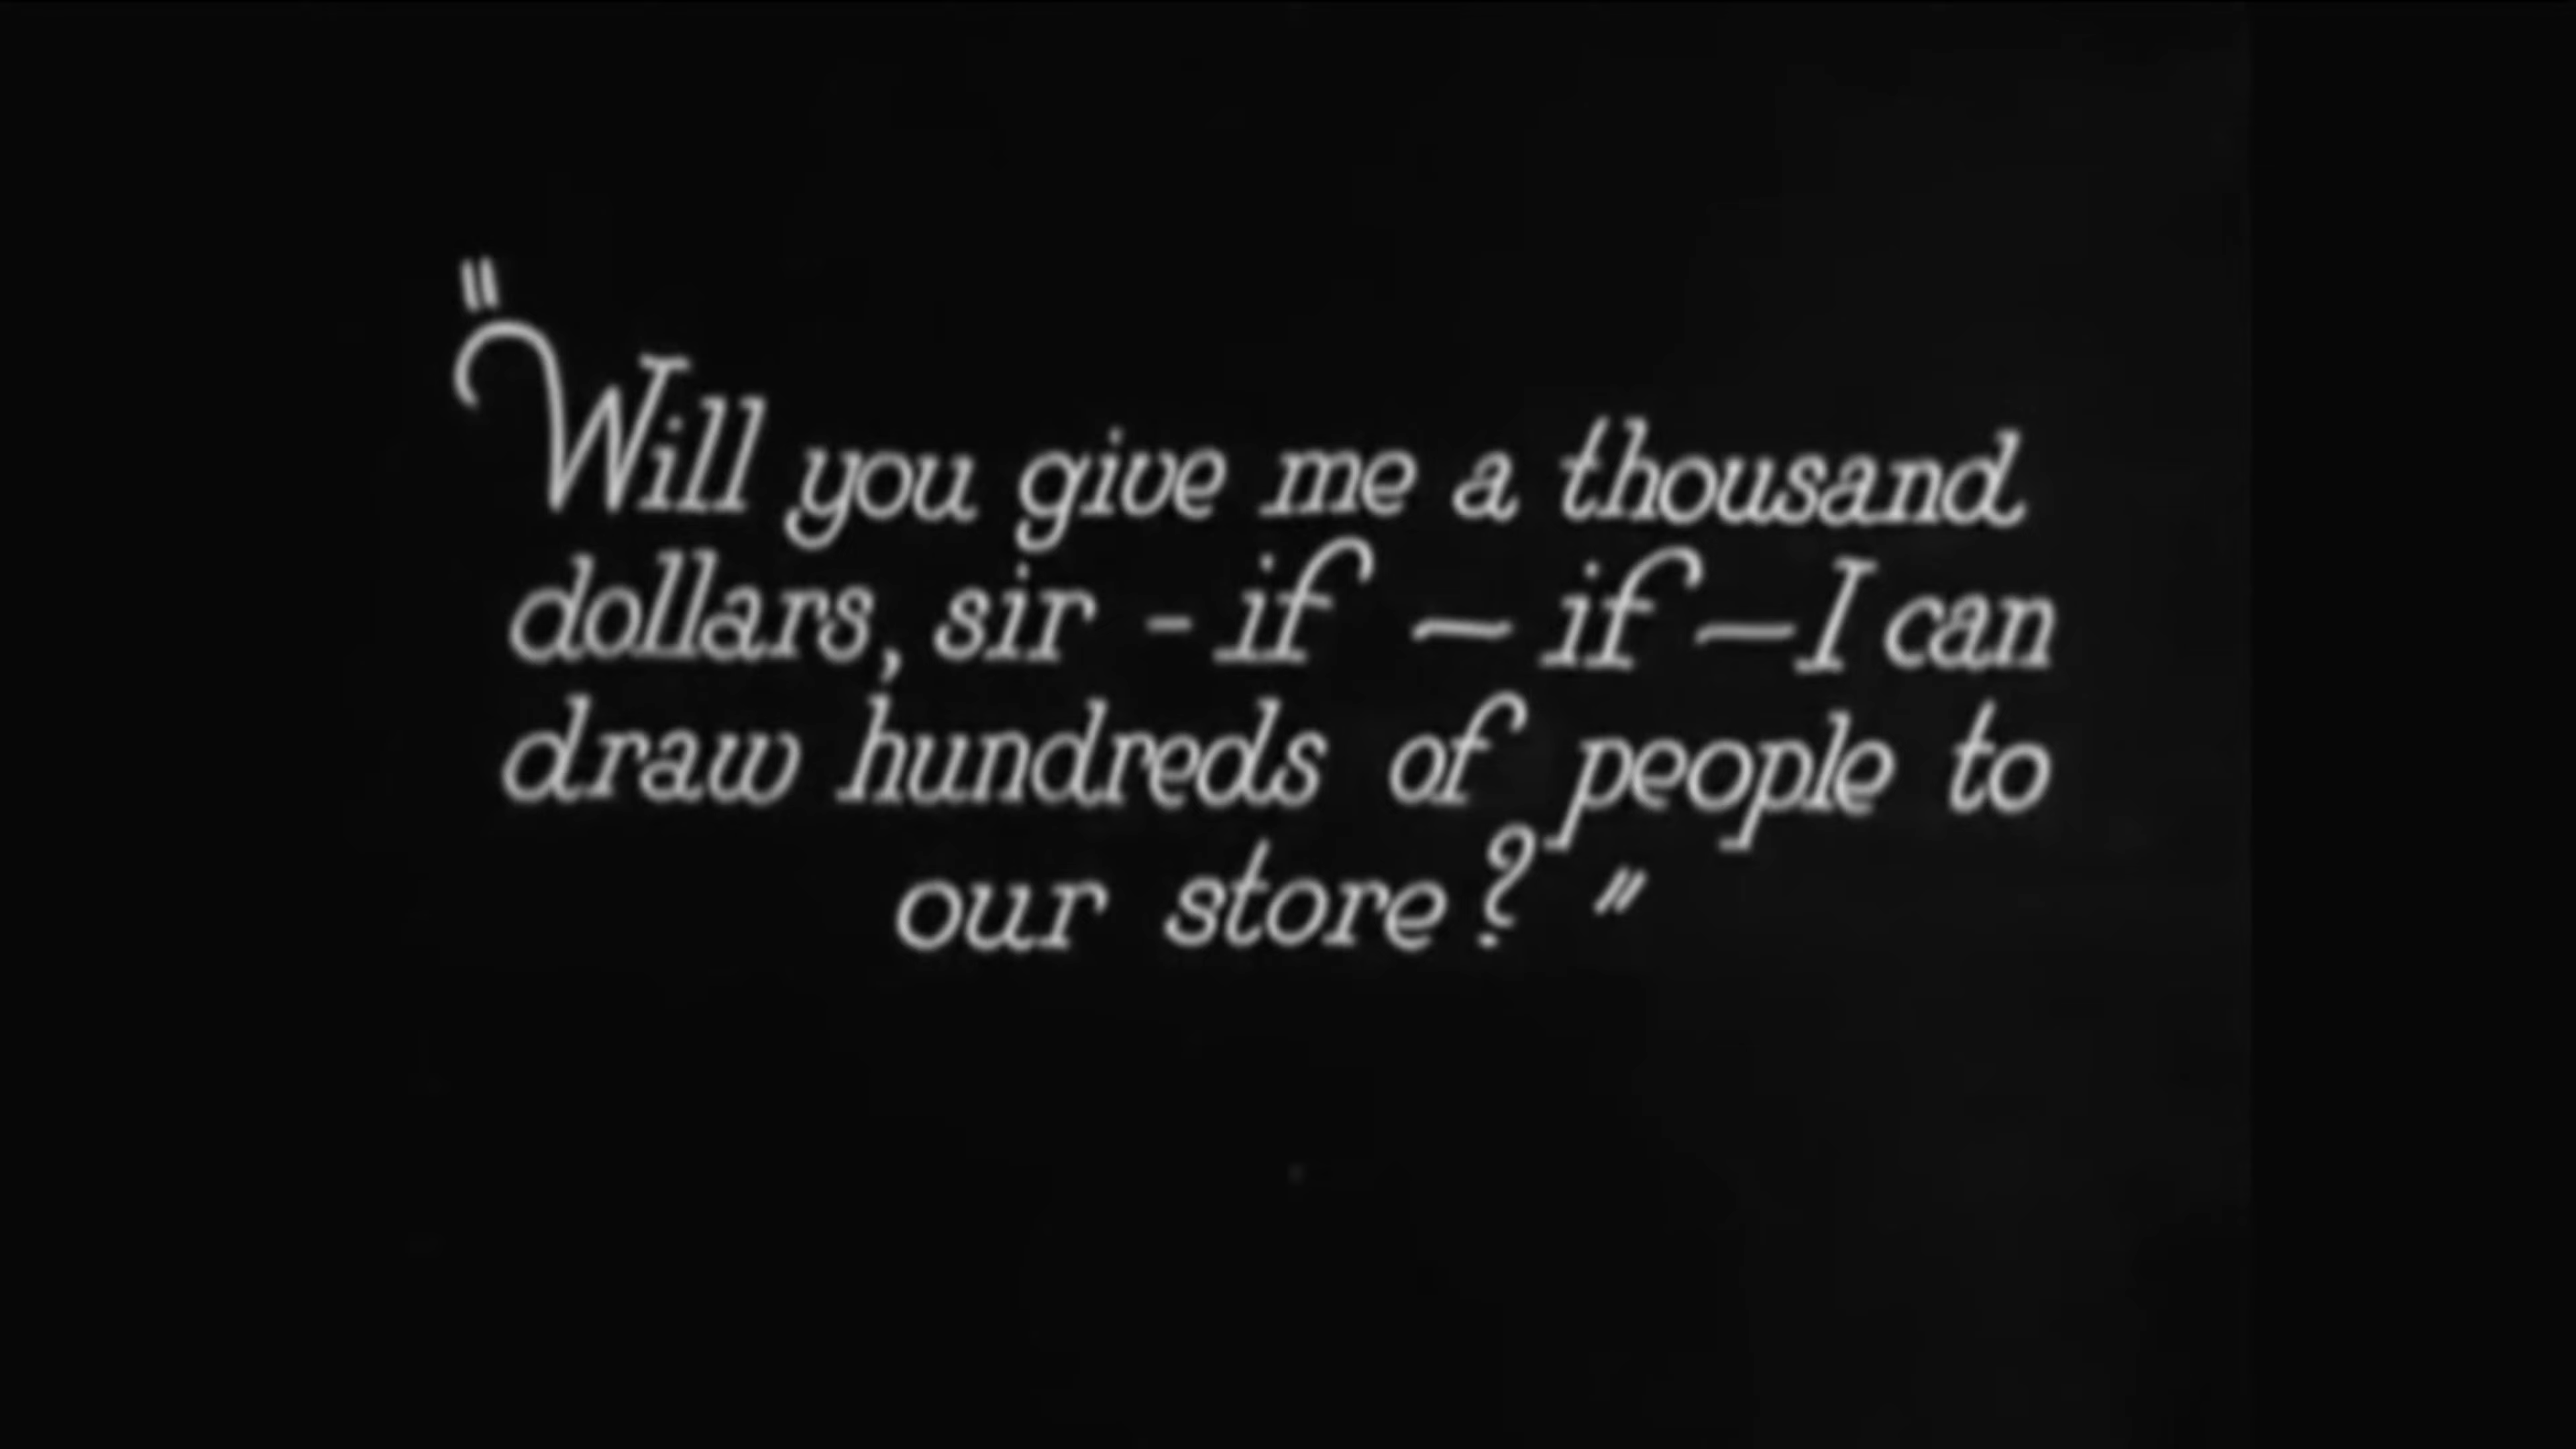 "Will you give me a thousand
dollars, sir - if — if — I can
draw hundreds of people to
our store?"